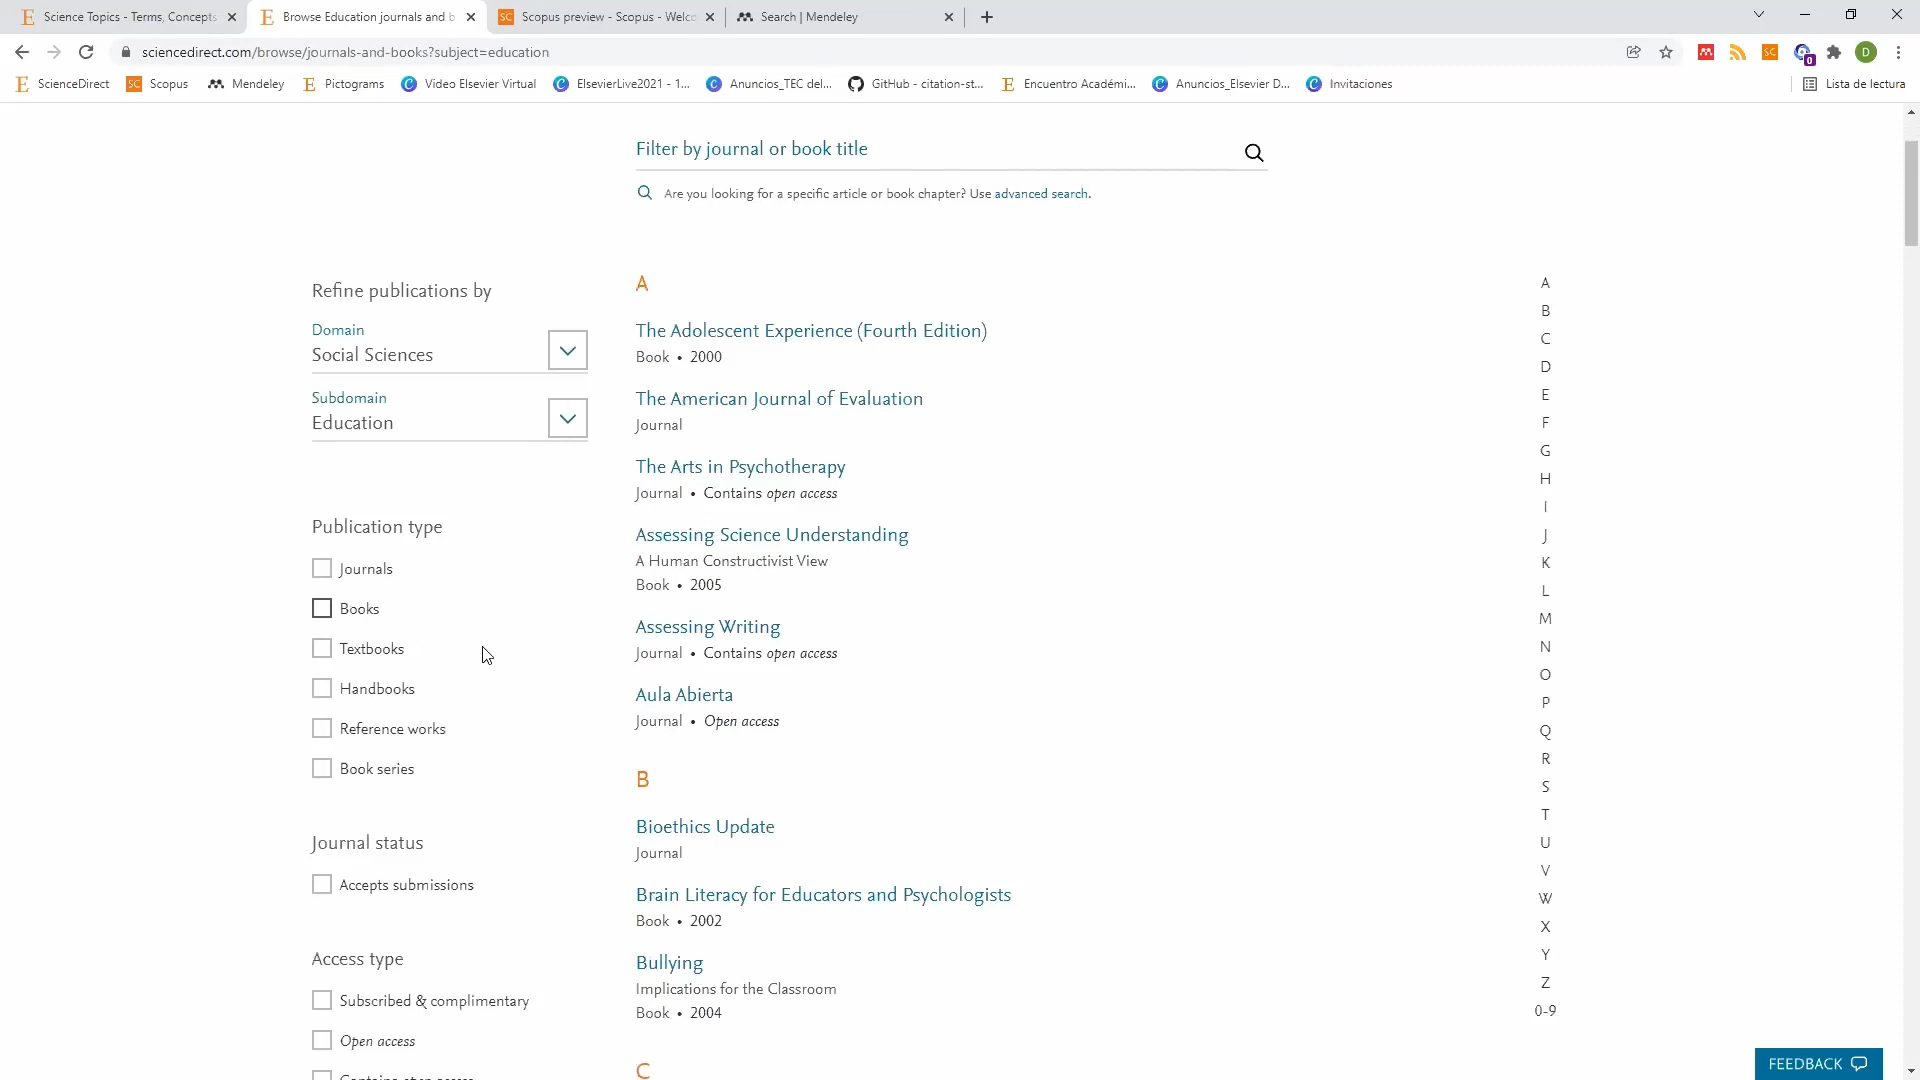 Science Topics - Terms, Concepts
Browse Education journals and b
Scopus preview - Scopus - Welco
Search | Mendeley
sciencedirect.com/browse/journals-and-books?subject=education
ScienceDirect
Scopus
Mendeley
Pictograms
Video Elsevier Virtual
ElsevierLive2021 - 1...
Anuncios_TEC del...
GitHub - citation-st...
Encuentro Académi...
Anuncios_Elsevier D...
Invitaciones
Lista de lectura
Filter by journal or book title
Are you looking for a specific article or book chapter? Use advanced search.
Refine publications by
Domain
Social Sciences
Subdomain
Education
Publication type
Journals
Books
Textbooks
Handbooks
Reference works
Book series
Journal status
Accepts submissions
Access type
Subscribed & complimentary
Open access
Contains open access
A
The Adolescent Experience (Fourth Edition)
Book • 2000
The American Journal of Evaluation
Journal
The Arts in Psychotherapy
Journal • Contains open access
Assessing Science Understanding
A Human Constructivist View
Book • 2005
Assessing Writing
Journal • Contains open access
Aula Abierta
Journal • Open access
B
Bioethics Update
Journal
Brain Literacy for Educators and Psychologists
Book • 2002
Bullying
Implications for the Classroom
Book • 2004
C
A
B
C
D
E
F
G
H
I
J
K
L
M
N
O
P
Q
R
S
T
U
V
W
X
Y
Z
0-9
FEEDBACK